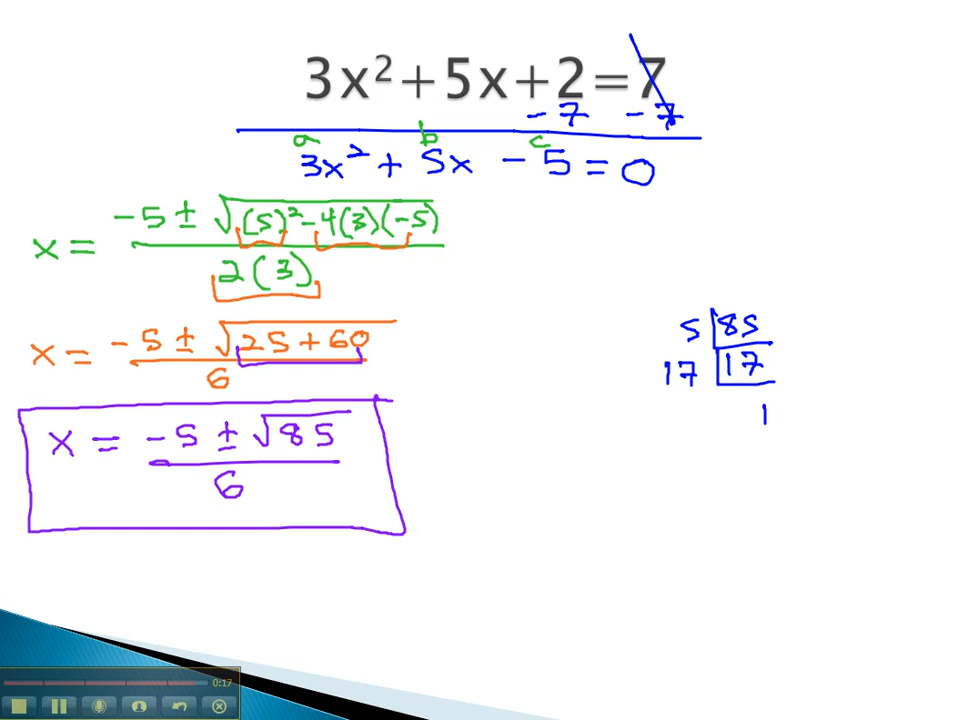 3x²+5x+2=7
-7 -7
a b c
3x² + 5x - 5 = 0
x = -5 ± √(5)²-4(3)(-5)
2(3)
x = -5 ± √25+60
6
x = -5 ± √85
6
5 85
17 17
1
0:17